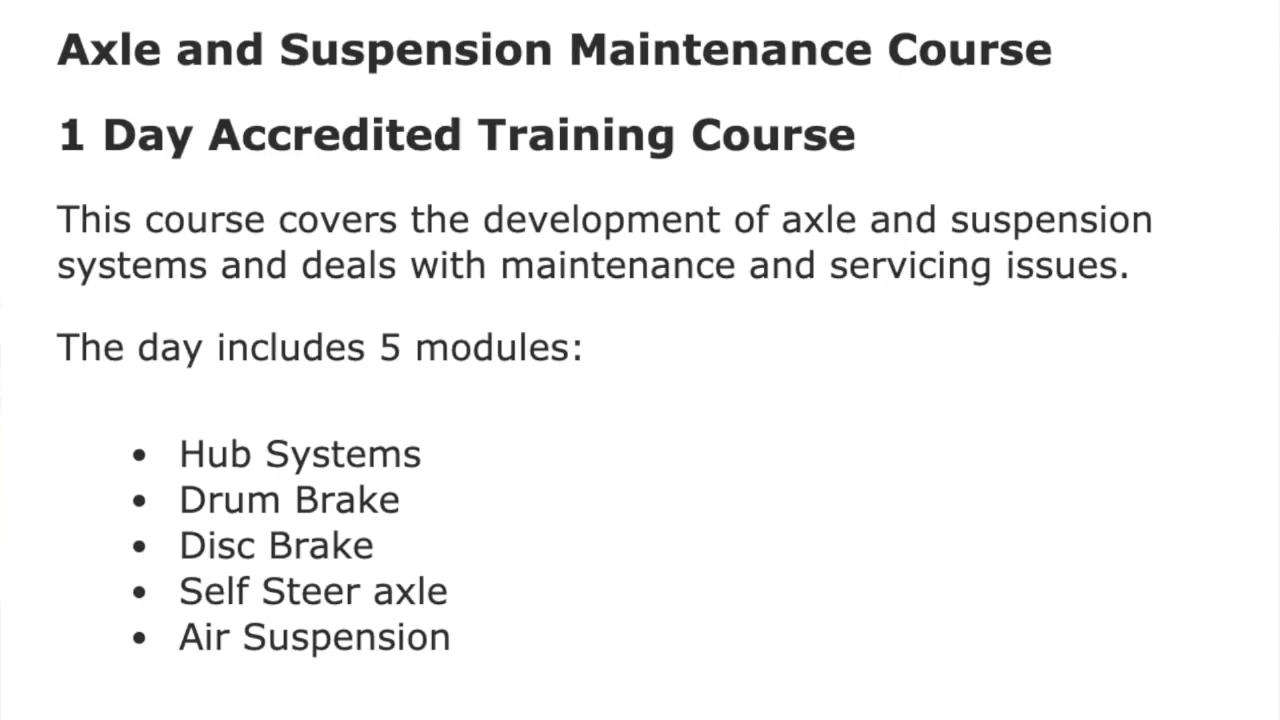 Axle and Suspension Maintenance Course
1 Day Accredited Training Course
This course covers the development of axle and suspension
systems and deals with maintenance and servicing issues.
The day includes 5 modules:
• Hub Systems
• Drum Brake
• Disc Brake
• Self Steer axle
• Air Suspension